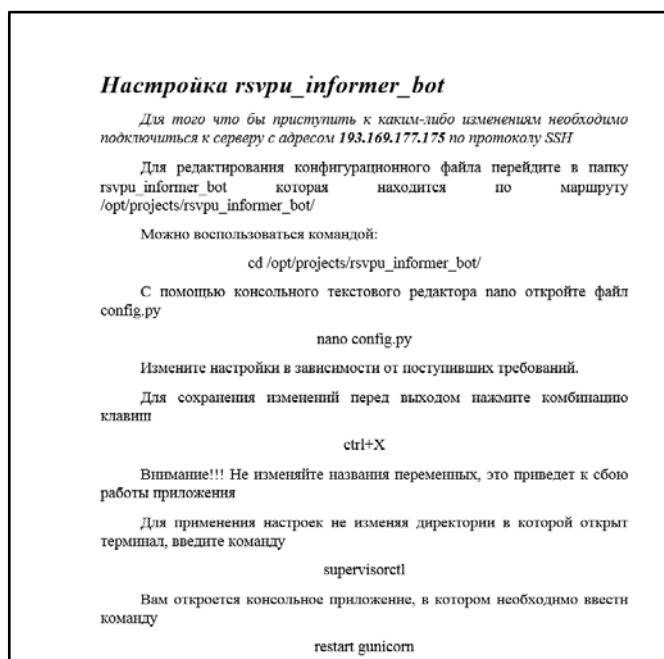 Настройка rsvpu_informer_bot
Для того что бы приступить к каким-либо изменениям необходимо
подключиться к серверу с адресом 193.169.177.175 по протоколу SSH
Для редактирования конфигурационного файла перейдите в папку
rsvpu_informer_bot которая находится по маршруту
/opt/projects/rsvpu_informer_bot/
Можно воспользоваться командой:
cd /opt/projects/rsvpu_informer_bot/
С помощью консольного текстового редактора nano откройте файл
config.py
nano config.py
Измените настройки в зависимости от поступивших требований.
Для сохранения изменений перед выходом нажмите комбинацию
клавиш
ctrl+X
Внимание!!! Не изменяйте названия переменных, это приведет к сбою
работы приложения
Для применения настроек не изменяя директории в которой открыт
терминал, введите команду
supervisorctl
Вам откроется консольное приложение, в котором необходимо ввести
команду
restart gunicorn